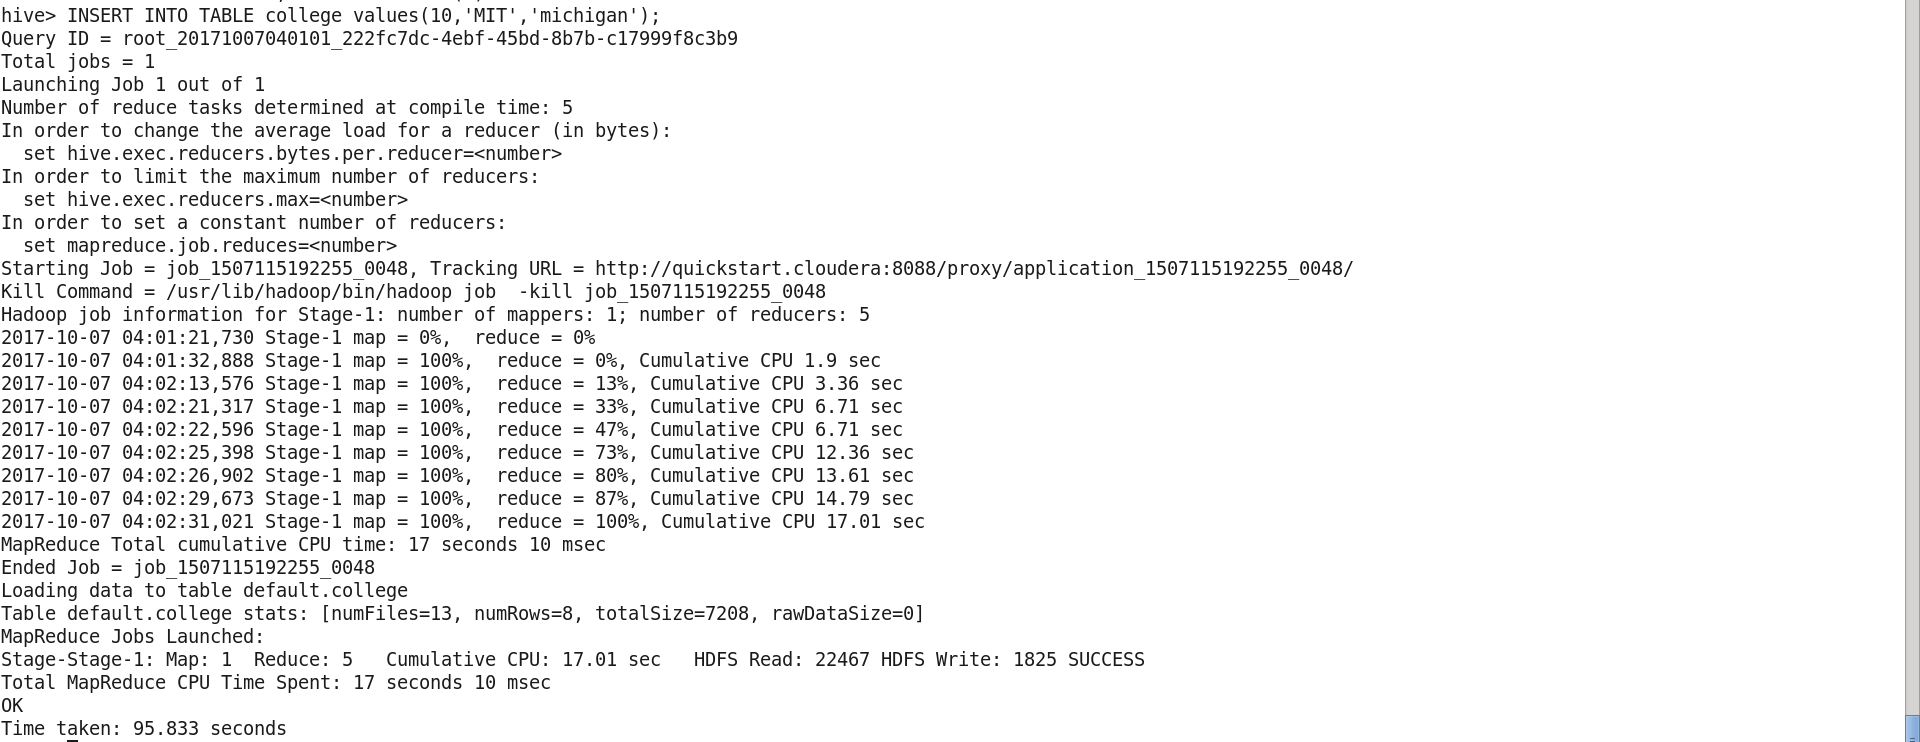 hive> INSERT INTO TABLE college values(10,'MIT','michigan');
Query ID = root_20171007040101_222fc7dc-4ebf-45bd-8b7b-c17999f8c3b9
Total jobs = 1
Launching Job 1 out of 1
Number of reduce tasks determined at compile time: 5
In order to change the average load for a reducer (in bytes):
  set hive.exec.reducers.bytes.per.reducer=<number>
In order to limit the maximum number of reducers:
  set hive.exec.reducers.max=<number>
In order to set a constant number of reducers:
  set mapreduce.job.reduces=<number>
Starting Job = job_1507115192255_0048, Tracking URL = http://quickstart.cloudera:8088/proxy/application_1507115192255_0048/
Kill Command = /usr/lib/hadoop/bin/hadoop job  -kill job_1507115192255_0048
Hadoop job information for Stage-1: number of mappers: 1; number of reducers: 5
2017-10-07 04:01:21,730 Stage-1 map = 0%,  reduce = 0%
2017-10-07 04:01:32,888 Stage-1 map = 100%,  reduce = 0%, Cumulative CPU 1.9 sec
2017-10-07 04:02:13,576 Stage-1 map = 100%,  reduce = 13%, Cumulative CPU 3.36 sec
2017-10-07 04:02:21,317 Stage-1 map = 100%,  reduce = 33%, Cumulative CPU 6.71 sec
2017-10-07 04:02:22,596 Stage-1 map = 100%,  reduce = 47%, Cumulative CPU 6.71 sec
2017-10-07 04:02:25,398 Stage-1 map = 100%,  reduce = 73%, Cumulative CPU 12.36 sec
2017-10-07 04:02:26,902 Stage-1 map = 100%,  reduce = 80%, Cumulative CPU 13.61 sec
2017-10-07 04:02:29,673 Stage-1 map = 100%,  reduce = 87%, Cumulative CPU 14.79 sec
2017-10-07 04:02:31,021 Stage-1 map = 100%,  reduce = 100%, Cumulative CPU 17.01 sec
MapReduce Total cumulative CPU time: 17 seconds 10 msec
Ended Job = job_1507115192255_0048
Loading data to table default.college
Table default.college stats: [numFiles=13, numRows=8, totalSize=7208, rawDataSize=0]
MapReduce Jobs Launched:
Stage-Stage-1: Map: 1  Reduce: 5   Cumulative CPU: 17.01 sec   HDFS Read: 22467 HDFS Write: 1825 SUCCESS
Total MapReduce CPU Time Spent: 17 seconds 10 msec
OK
Time taken: 95.833 seconds